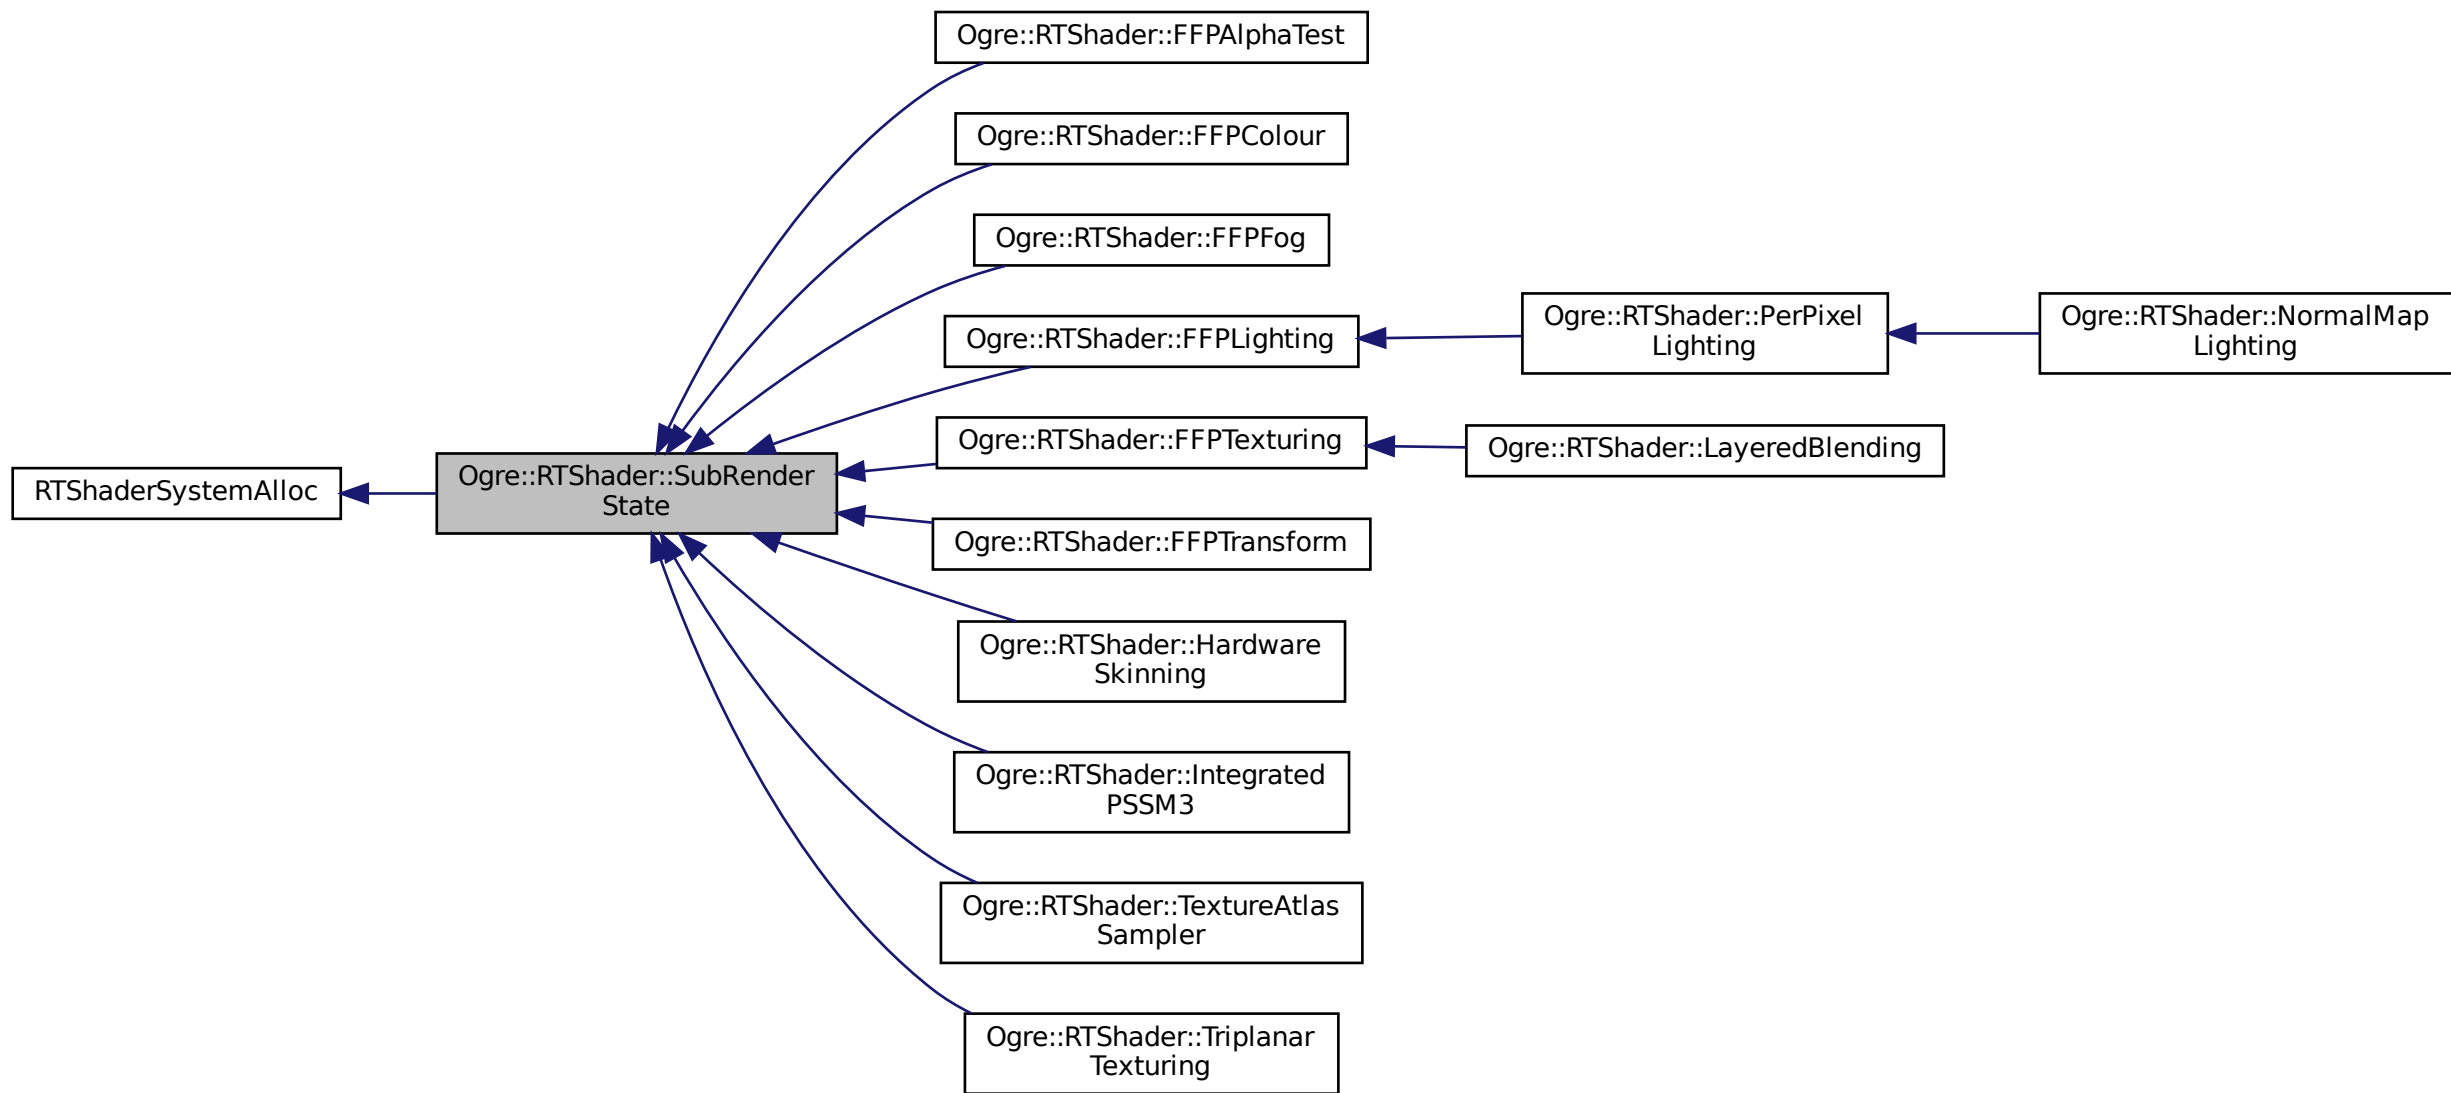 Ogre::RTShader::FFPAlphaTest
Ogre::RTShader::FFPColour
Ogre::RTShader::FFPFog
Ogre::RTShader::FFPLighting
Ogre::RTShader::PerPixel
Lighting
Ogre::RTShader::NormalMap
Lighting
Ogre::RTShader::FFPTexturing
Ogre::RTShader::LayeredBlending
RTShaderSystemAlloc
Ogre::RTShader::SubRender
State
Ogre::RTShader::FFPTransform
Ogre::RTShader::Hardware
Skinning
Ogre::RTShader::Integrated
PSSM3
Ogre::RTShader::TextureAtlas
Sampler
Ogre::RTShader::Triplanar
Texturing